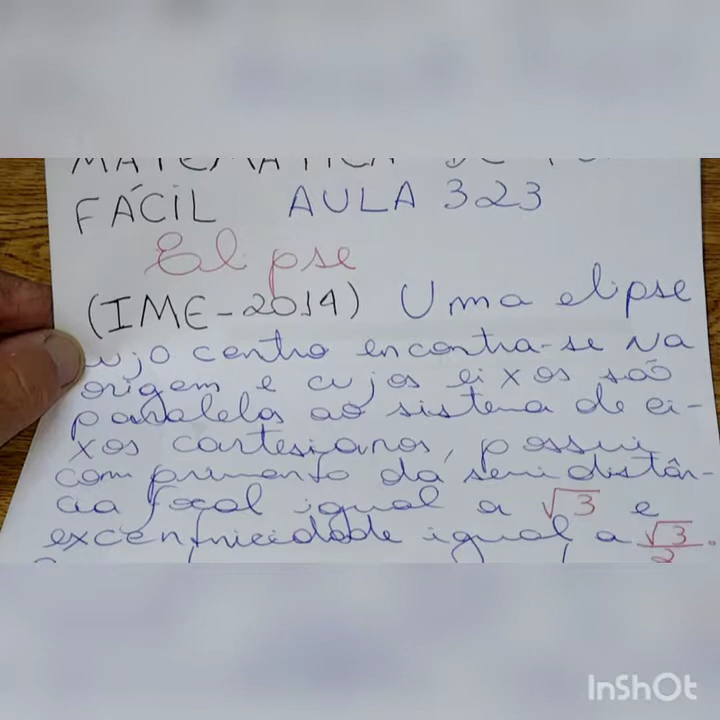 FÁCIL AULA 323
Elipse
(IME-2014) Uma elipse
cujo centro encontra-se na
origem e cujos eixos são
paralelos ao sistema de ei-
xos cartesianos, possui
comprimento da semidistân-
cia focal igual a √3 e
excentricidade igual a √3/2.
InShOt